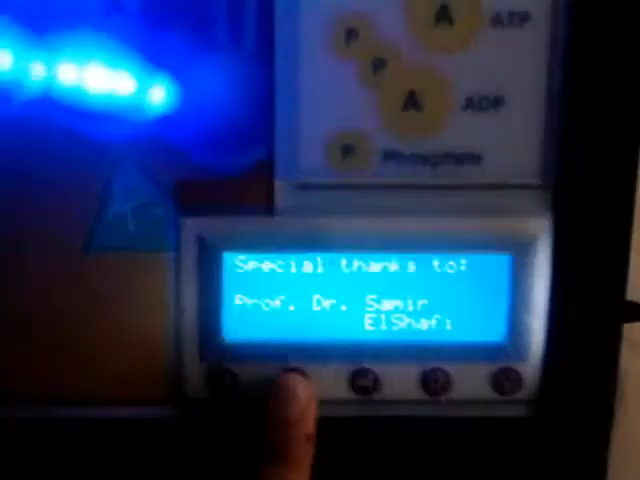 A ATP
P
P
A ADP
P Phosphate
Special thanks to:
Prof. Dr. Samir
ElShafi